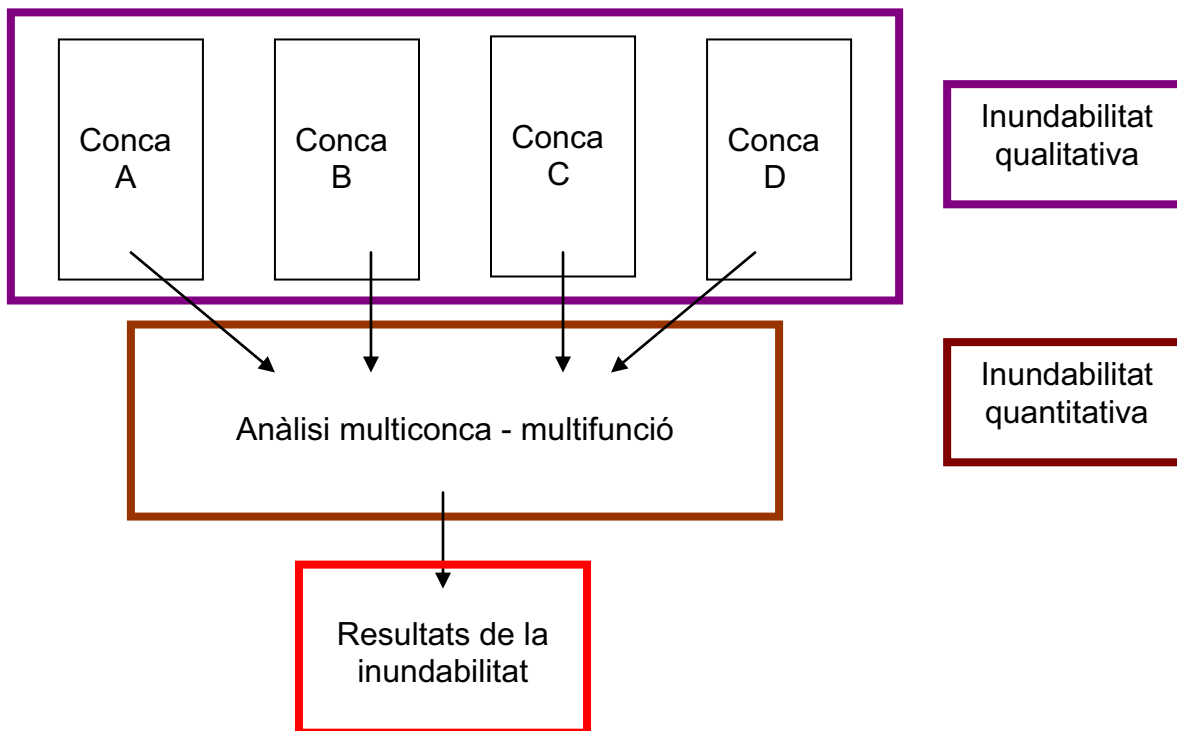 Conca
A
Conca
B
Conca
C
Conca
D
Inundabilitat
qualitativa
Inundabilitat
quantitativa
Anàlisi multiconca - multifunció
Resultats de la
inundabilitat